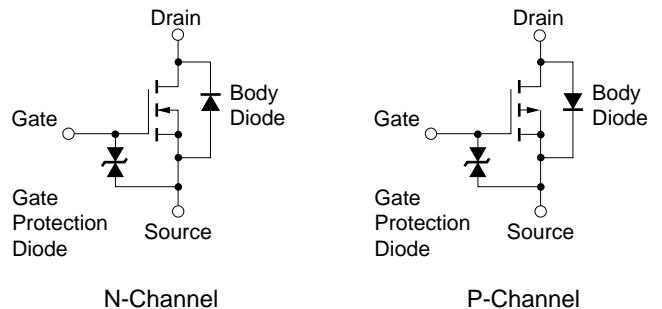 Drain
Body
Diode
Gate
Gate
Protection
Diode
Source
N-Channel
Drain
Body
Diode
Gate
Gate
Protection
Diode
Source
P-Channel